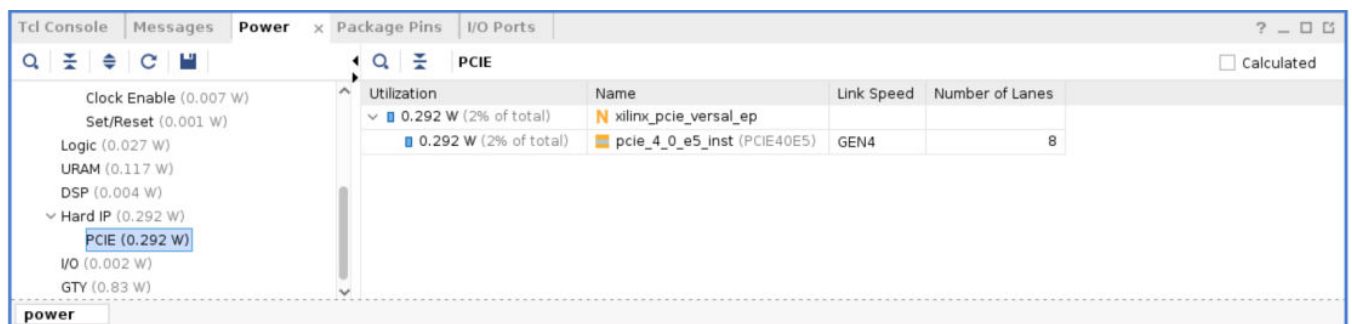 Tcl Console Messages Power × Package Pins I/O Ports ?
PCIE Calculated
Clock Enable (0.007 W)
Set/Reset (0.001 W)
Logic (0.027 W)
URAM (0.117 W)
DSP (0.004 W)
Hard IP (0.292 W)
PCIE (0.292 W)
I/O (0.002 W)
GTY (0.83 W)
Utilization Name Link Speed Number of Lanes
0.292 W (2% of total) N xilinx_pcie_versal_ep
0.292 W (2% of total) pcie_4_0_e5_inst (PCIE40E5) GEN4 8
power